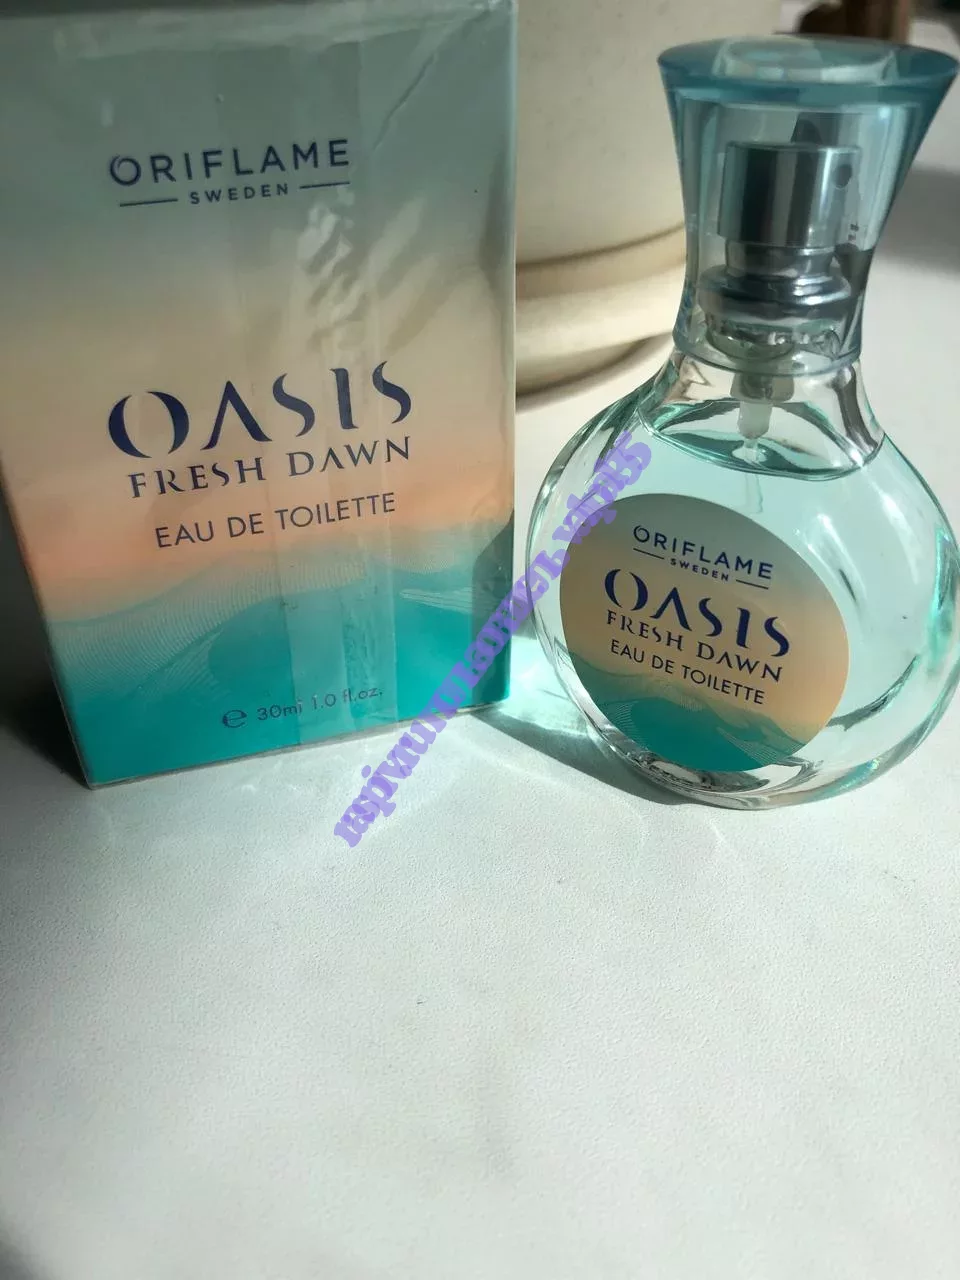 ORIFLAME
SWEDEN
OASIS
FRESH DAWN
EAU DE TOILETTE
e 30ml 1.0 fl.oz.
ORIFLAME
SWEDEN
OASIS
FRESH DAWN
EAU DE TOILETTE